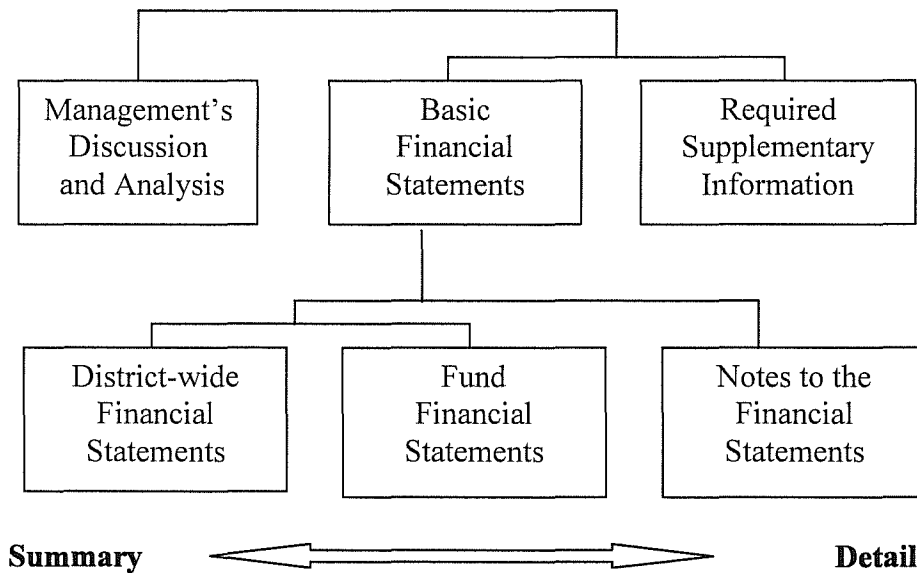 Management's
Discussion
and Analysis
Basic
Financial
Statements
Required
Supplementary
Information
District-wide
Financial
Statements
Fund
Financial
Statements
Notes to the
Financial
Statements
Summary
Detail